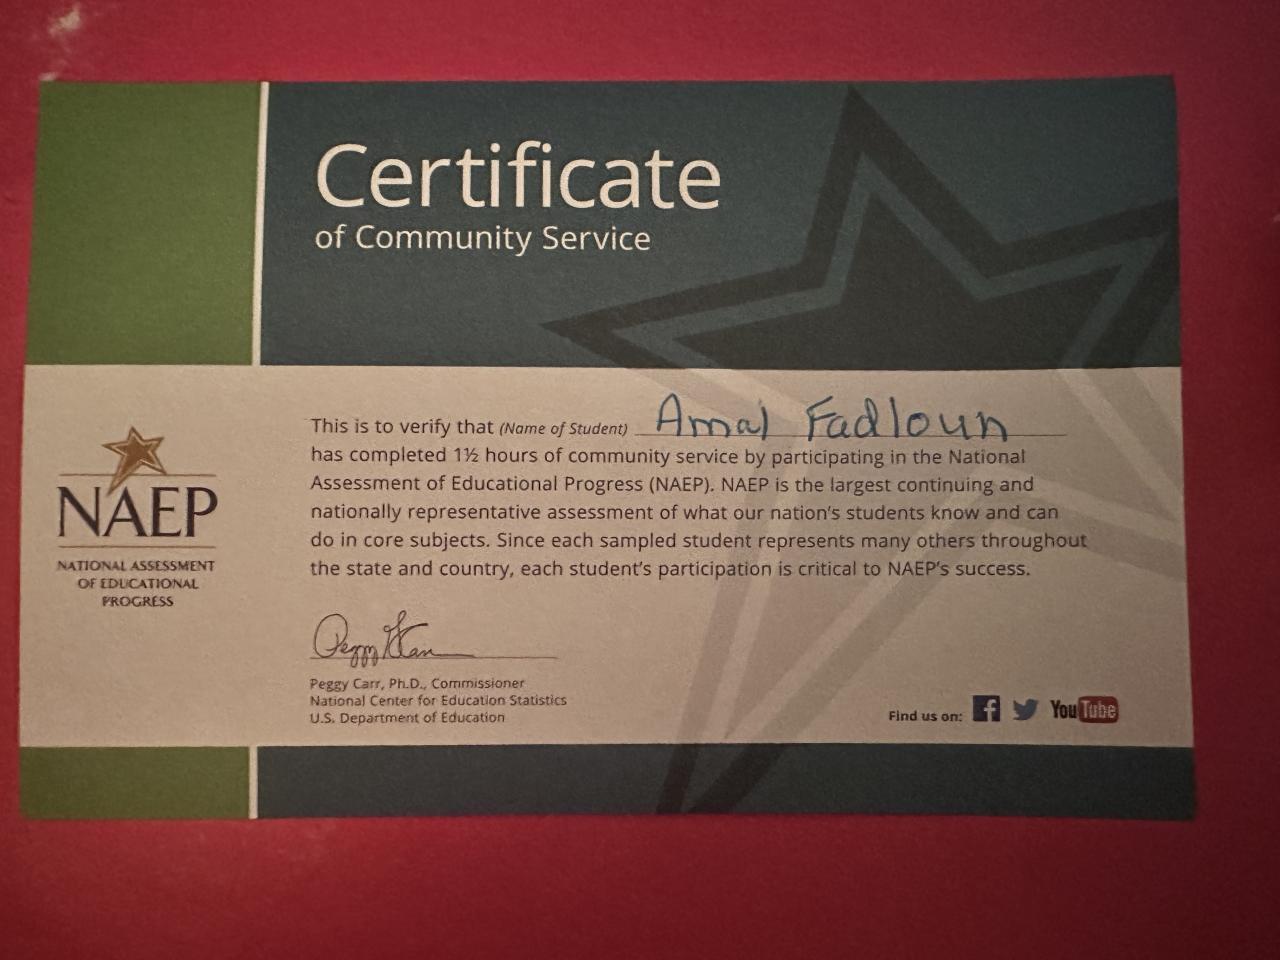 Certificate
of Community Service
This is to verify that (Name of Student) Amal Fadloun
has completed 1½ hours of community service by participating in the National
Assessment of Educational Progress (NAEP). NAEP is the largest continuing and
nationally representative assessment of what our nation's students know and can
do in core subjects. Since each sampled student represents many others throughout
the state and country, each student's participation is critical to NAEP's success.
NAEP
NATIONAL ASSESSMENT
OF EDUCATIONAL
PROGRESS
Peggy Carr
Peggy Carr, Ph.D., Commissioner
National Center for Education Statistics
U.S. Department of Education
Find us on: f YouTube